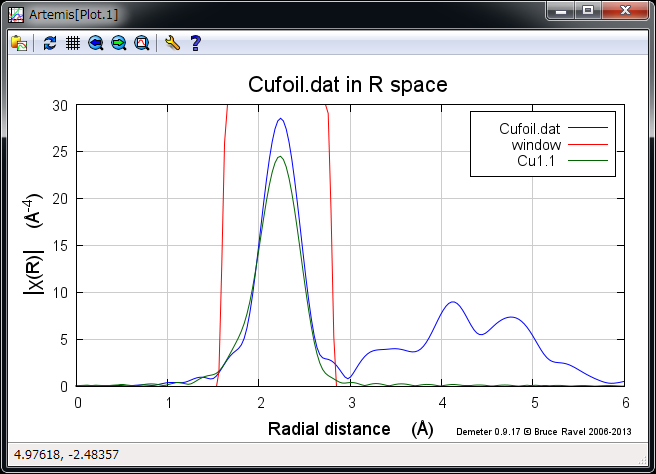 Artemis[Plot.1]
Cufoil.dat in R space
30
25
20
15
10
5
0
|χ(R)| (Å-4)
Cufoil.dat
window
Cu1.1
0 1 2 3 4 5 6
Radial distance (Å)
Demeter 0.9.17 © Bruce Ravel 2006-2013
4.97618, -2.48357